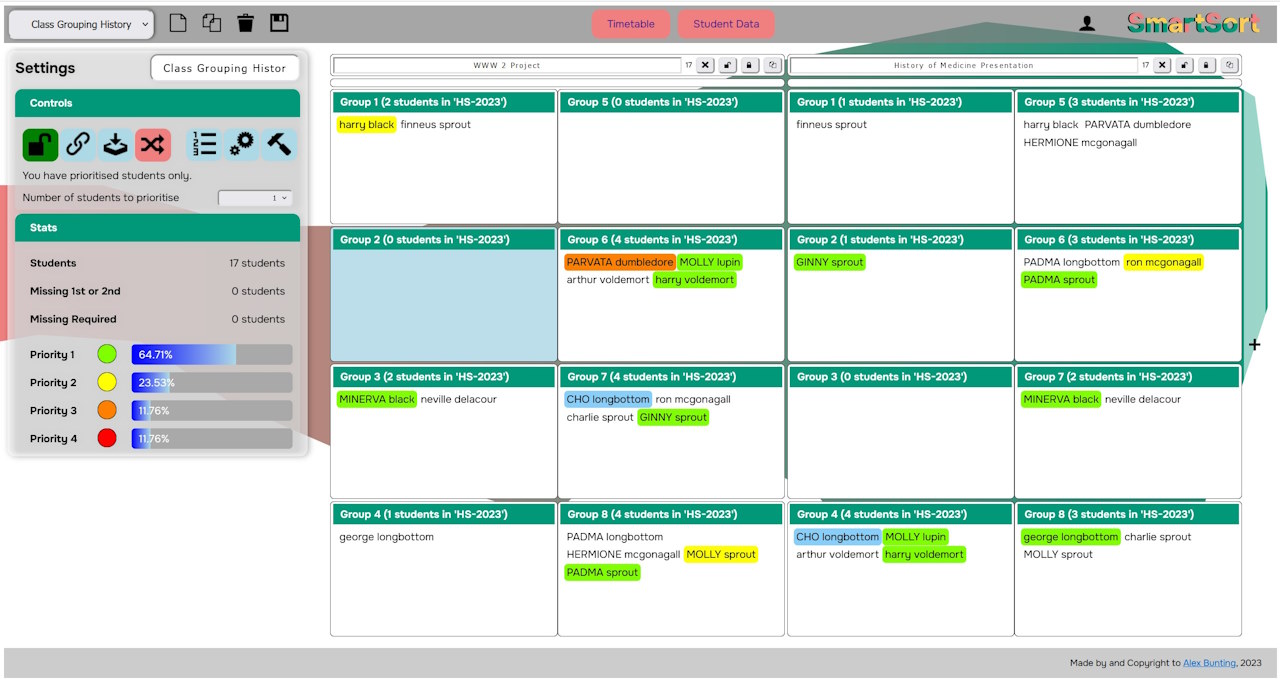 Class Grouping History
Timetable
Student Data
SmartSort
Settings
Class Grouping Histor
Controls
You have prioritised students only.
Number of students to prioritise 1
Stats
Students 17 students
Missing 1st or 2nd 0 students
Missing Required 0 students
Priority 1 64.71%
Priority 2 23.53%
Priority 3 11.76%
Priority 4 11.76%
WWW 2 Project 17
Group 1 (2 students in 'HS-2023')
harry black finneus sprout
Group 5 (0 students in 'HS-2023')
Group 2 (0 students in 'HS-2023')
Group 6 (4 students in 'HS-2023')
PARVATA dumbledore MOLLY lupin
arthur voldemort harry voldemort
Group 3 (2 students in 'HS-2023')
MINERVA black neville delacour
Group 7 (4 students in 'HS-2023')
CHO longbottom ron mcgonagall
charlie sprout GINNY sprout
Group 4 (1 students in 'HS-2023')
george longbottom
Group 8 (4 students in 'HS-2023')
PADMA longbottom
HERMIONE mcgonagall MOLLY sprout
PADMA sprout
History of Medicine Presentation 17
Group 1 (1 students in 'HS-2023')
finneus sprout
Group 5 (3 students in 'HS-2023')
harry black PARVATA dumbledore
HERMIONE mcgonagall
Group 2 (1 students in 'HS-2023')
GINNY sprout
Group 6 (3 students in 'HS-2023')
PADMA longbottom ron mcgonagall
PADMA sprout
Group 3 (0 students in 'HS-2023')
Group 7 (2 students in 'HS-2023')
MINERVA black neville delacour
Group 4 (4 students in 'HS-2023')
CHO longbottom MOLLY lupin
arthur voldemort harry voldemort
Group 8 (3 students in 'HS-2023')
george longbottom charlie sprout
MOLLY sprout
Made by and Copyright to Alex Bunting, 2023